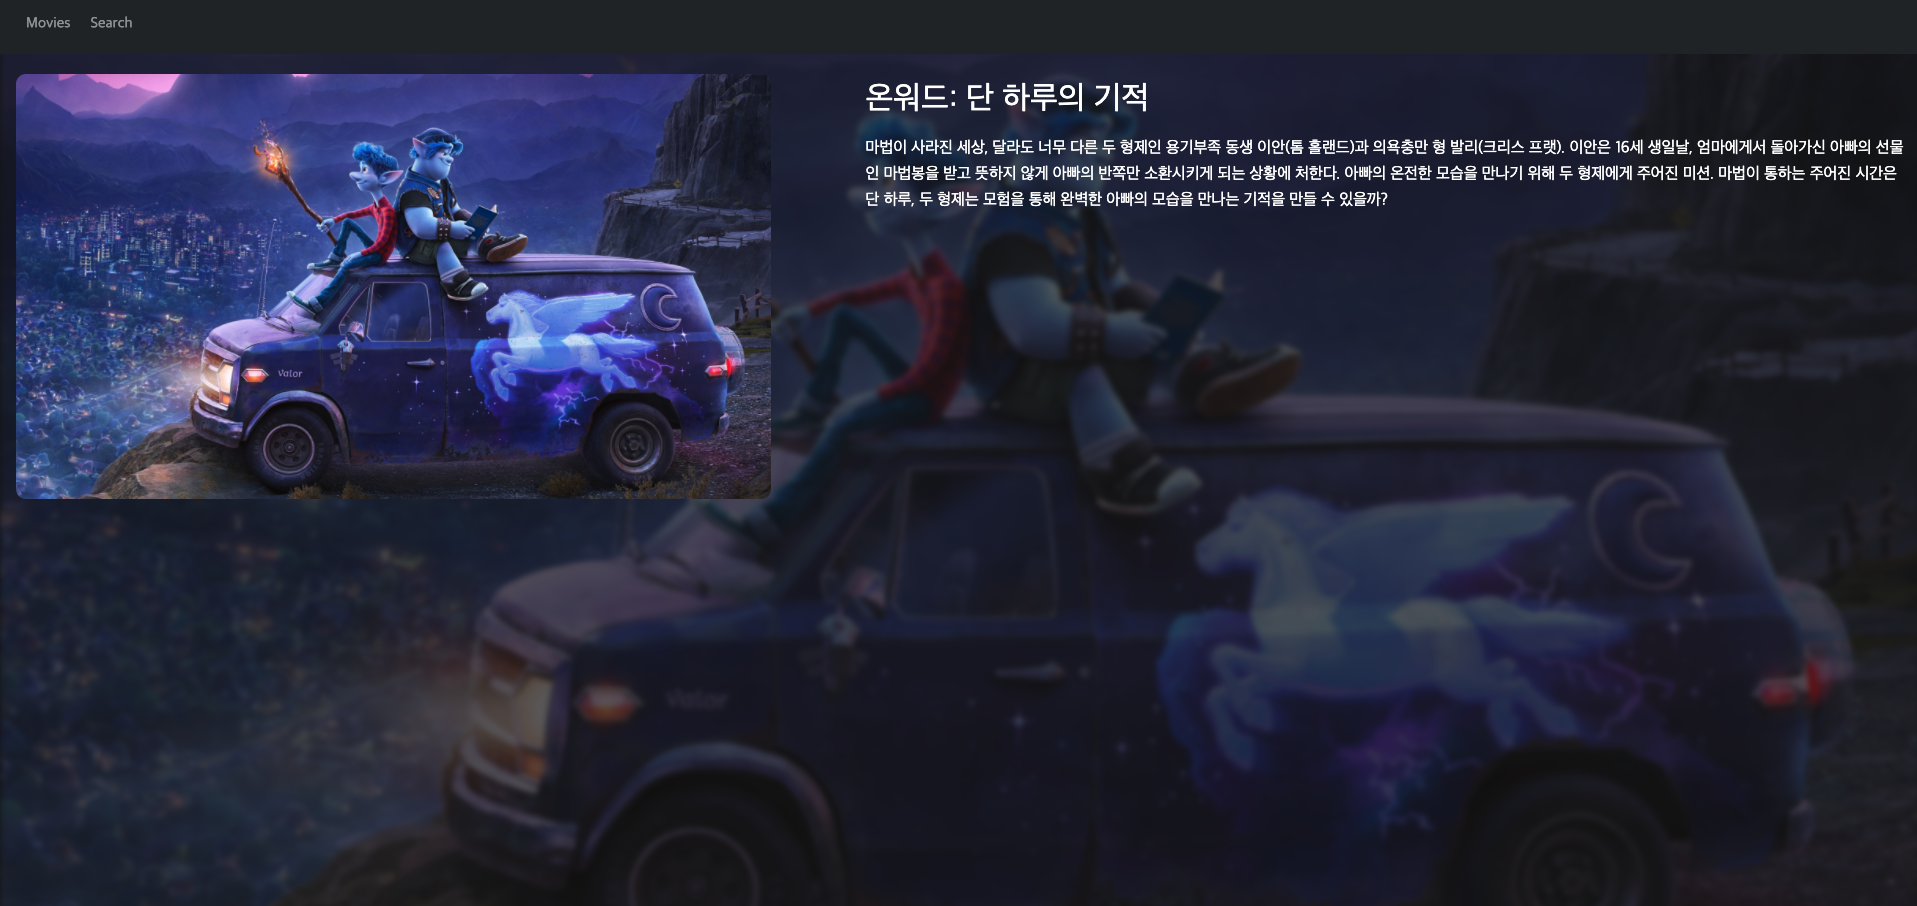 Movies Search
온워드: 단 하루의 기적
마법이 사라진 세상, 달라도 너무 다른 두 형제인 용기부족 동생 이안(톰 홀랜드)과 의욕충만 형 발리(크리스 프랫). 이안은 16세 생일날, 엄마에게서 돌아가신 아빠의 선물
인 마법봉을 받고 뜻하지 않게 아빠의 반쪽만 소환시키게 되는 상황에 처한다. 아빠의 온전한 모습을 만나기 위해 두 형제에게 주어진 미션. 마법이 통하는 주어진 시간은
단 하루, 두 형제는 모험을 통해 완벽한 아빠의 모습을 만나는 기적을 만들 수 있을까?
Valor
Valor